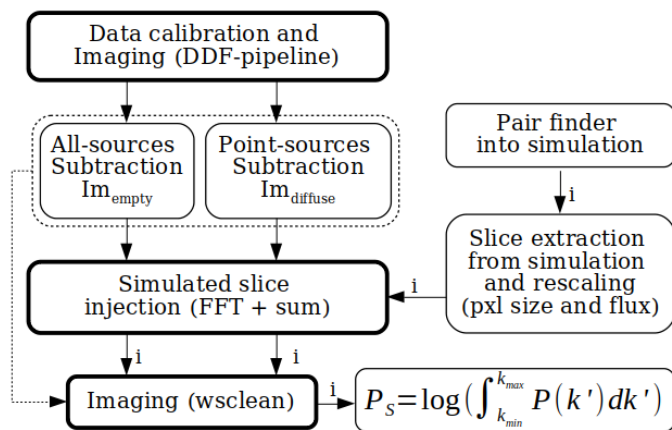 Data calibration and
Imaging (DDF-pipeline)
All-sources
Subtraction
Im_empty
Point-sources
Subtraction
Im_diffuse
Pair finder
into simulation
i
Slice extraction
from simulation
and rescaling
(pxl size and flux)
i
Simulated slice
injection (FFT + sum)
i
i
Imaging (wsclean)
i
P_S=log(∫_{k_min}^{k_max} P(k')dk')